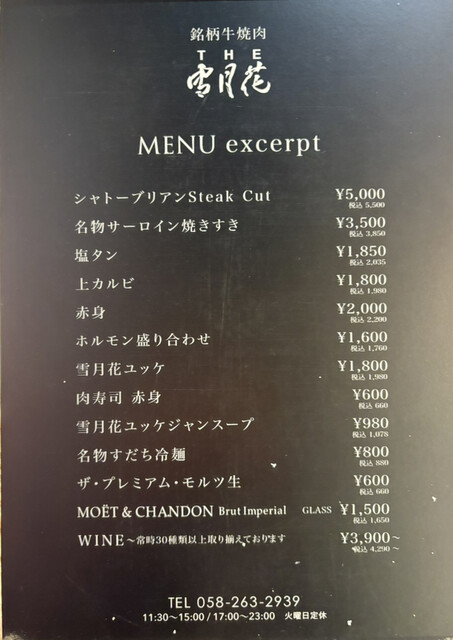 銘柄牛焼肉
THE
雪月花
MENU excerpt
シャトーブリアンSteak Cut ¥5,000
税込 5,500
名物サーロイン焼きすき ¥3,500
税込 3,850
塩タン ¥1,850
税込 2,035
上カルビ ¥1,800
税込 1,980
赤身 ¥2,000
税込 2,200
ホルモン盛り合わせ ¥1,600
税込 1,760
雪月花ユッケ ¥1,800
税込 1,980
肉寿司 赤身 ¥600
税込 660
雪月花ユッケジャンスープ ¥980
税込 1,078
名物すだち冷麺 ¥800
税込 880
ザ・プレミアム・モルツ生 ¥600
税込 660
MOËT & CHANDON Brut Imperial GLASS ¥1,500
税込 1,650
WINE～常時30種類以上取り揃えております ¥3,900～
税込 4,290～
TEL 058-263-2939
11:30～15:00 / 17:00～23:00 火曜日定休